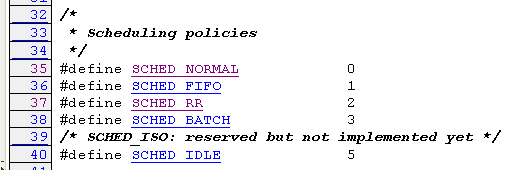 32 /*
33  * Scheduling policies
34  */
35 #define SCHED_NORMAL 0
36 #define SCHED_FIFO 1
37 #define SCHED_RR 2
38 #define SCHED_BATCH 3
39 /* SCHED_ISO: reserved but not implemented yet */
40 #define SCHED_IDLE 5